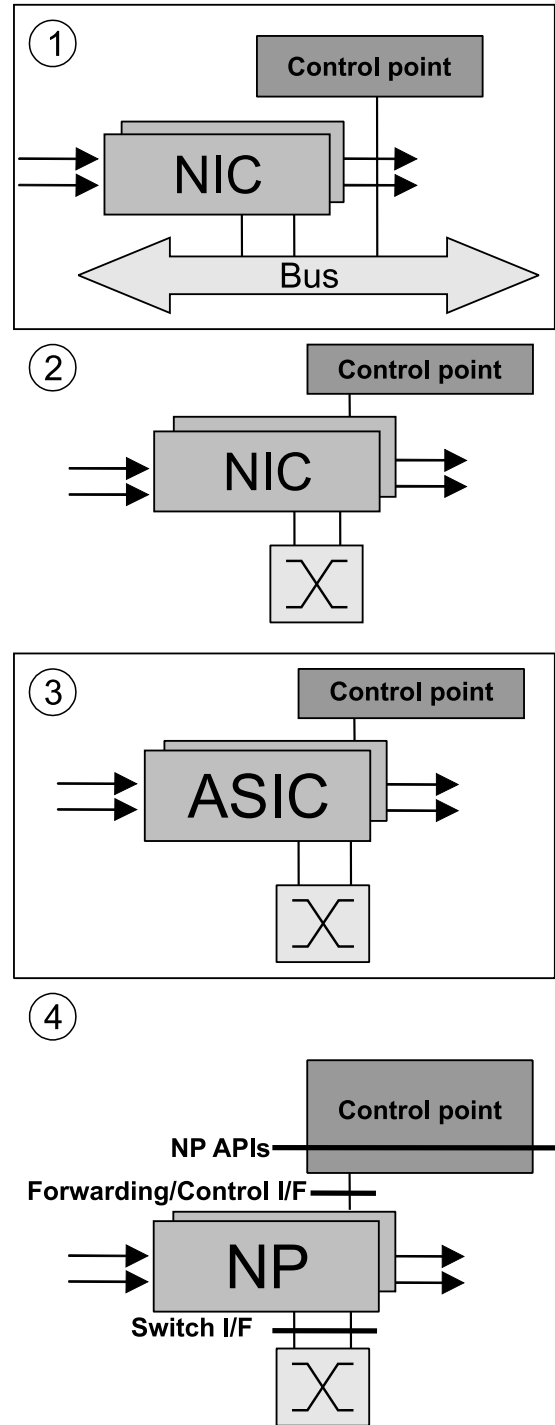 1
Control point
NIC
Bus
2
Control point
NIC
3
Control point
ASIC
4
Control point
NP APIs
Forwarding/Control I/F
NP
Switch I/F